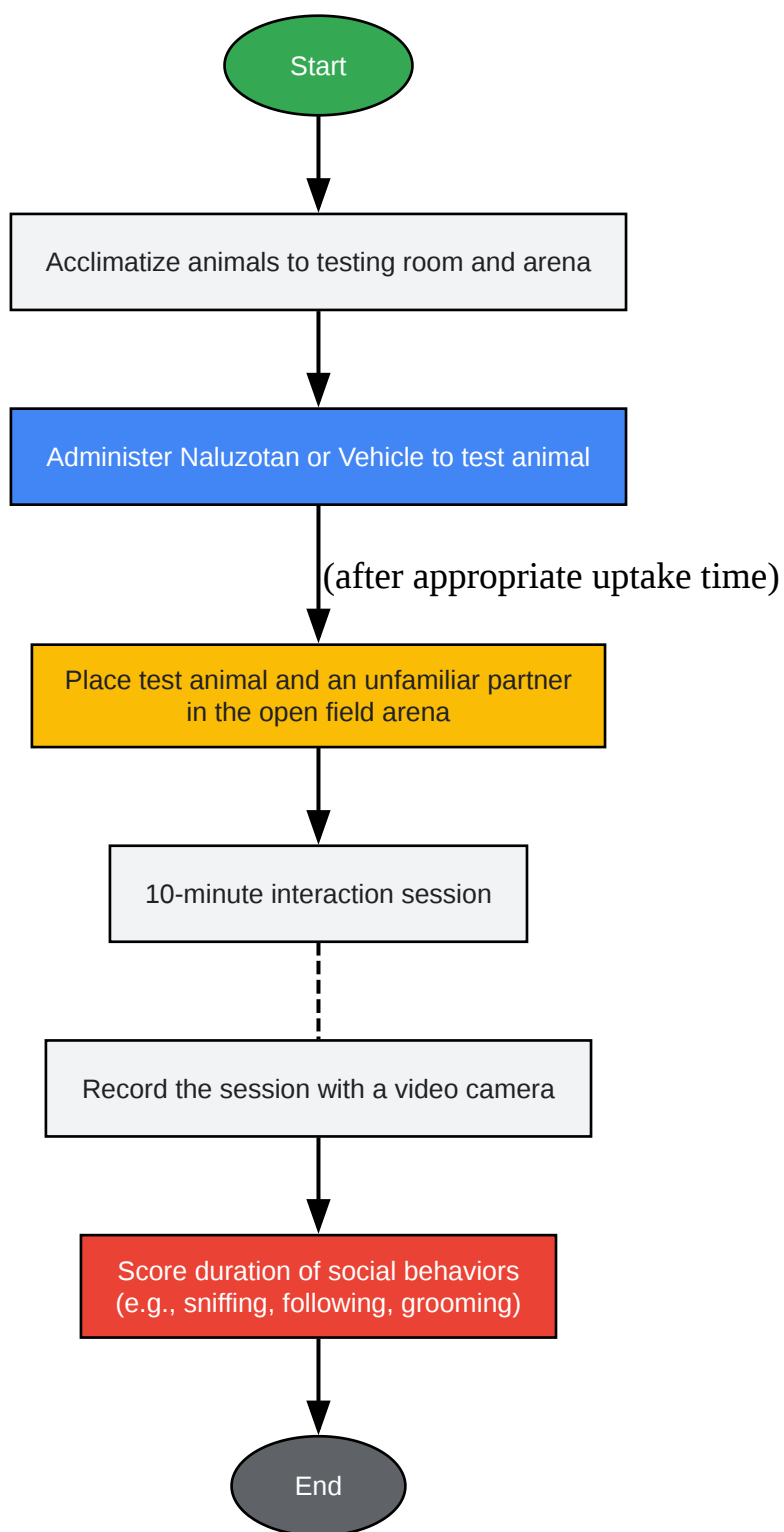 Start
Acclimatize animals to testing room and arena
Administer Naluzotan or Vehicle to test animal
(after appropriate uptake time)
Place test animal and an unfamiliar partner
in the open field arena
10-minute interaction session
Record the session with a video camera
Score duration of social behaviors
(e.g., sniffing, following, grooming)
End